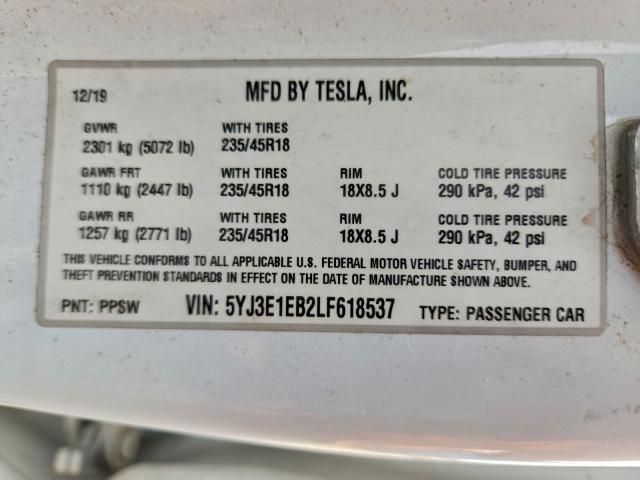 12/19 MFD BY TESLA, INC.
GVWR WITH TIRES
2301 kg (5072 lb) 235/45R18
GAWR FRT WITH TIRES RIM COLD TIRE PRESSURE
1110 kg (2447 lb) 235/45R18 18X8.5 J 290 kPa, 42 psi
GAWR RR WITH TIRES RIM COLD TIRE PRESSURE
1257 kg (2771 lb) 235/45R18 18X8.5 J 290 kPa, 42 psi
THIS VEHICLE CONFORMS TO ALL APPLICABLE U.S. FEDERAL MOTOR VEHICLE SAFETY, BUMPER, AND
THEFT PREVENTION STANDARDS IN EFFECT ON THE DATE OF MANUFACTURE SHOWN ABOVE.
PNT: PPSW VIN: 5YJ3E1EB2LF618537 TYPE: PASSENGER CAR